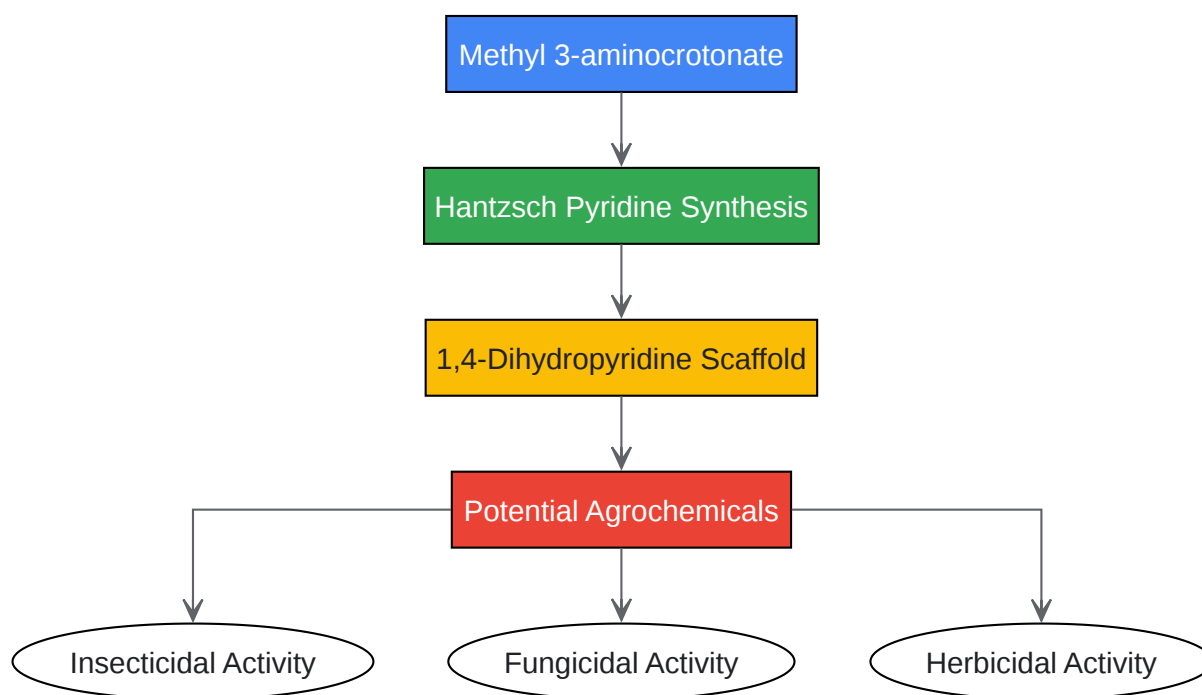 Methyl 3-aminocrotonate
Hantzsch Pyridine Synthesis
1,4-Dihydropyridine Scaffold
Potential Agrochemicals
Insecticidal Activity
Fungicidal Activity
Herbicidal Activity